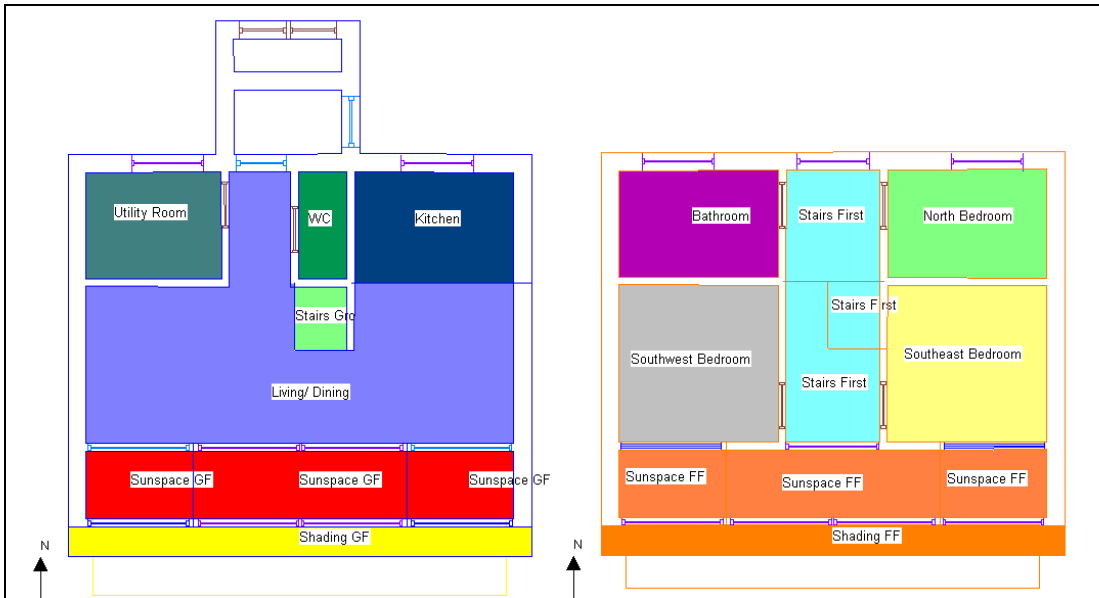 Utility Room
WC
Kitchen
Stairs Gro
Living/ Dining
Sunspace GF
Sunspace GF
Sunspace GF
Shading GF
N
Bathroom
Stairs First
North Bedroom
Stairs First
Southwest Bedroom
Southeast Bedroom
Stairs First
Sunspace FF
Sunspace FF
Sunspace FF
Shading FF
N